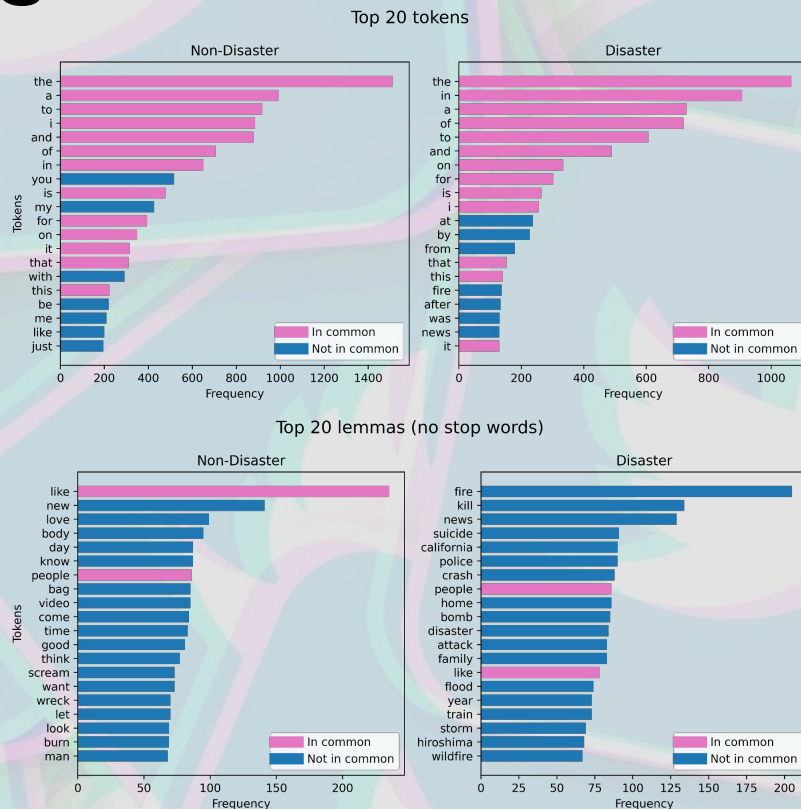 Top 20 tokens
Non-Disaster
Tokens
the
a
to
i
and
of
in
you
is
my
for
on
it
that
with
this
be
me
like
just
In common
Not in common
0 200 400 600 800 1000 1200 1400
Frequency
Disaster
the
in
a
of
to
and
on
for
is
i
at
by
from
that
this
fire
after
was
news
it
In common
Not in common
0 200 400 600 800 1000
Frequency
Top 20 lemmas (no stop words)
Non-Disaster
Tokens
like
new
love
body
day
know
people
bag
video
come
time
good
think
scream
want
wreck
let
look
burn
man
In common
Not in common
0 50 100 150 200
Frequency
Disaster
fire
kill
news
suicide
california
police
crash
people
home
bomb
disaster
attack
family
like
flood
year
train
storm
hiroshima
wildfire
In common
Not in common
0 25 50 75 100 125 150 175 200
Frequency